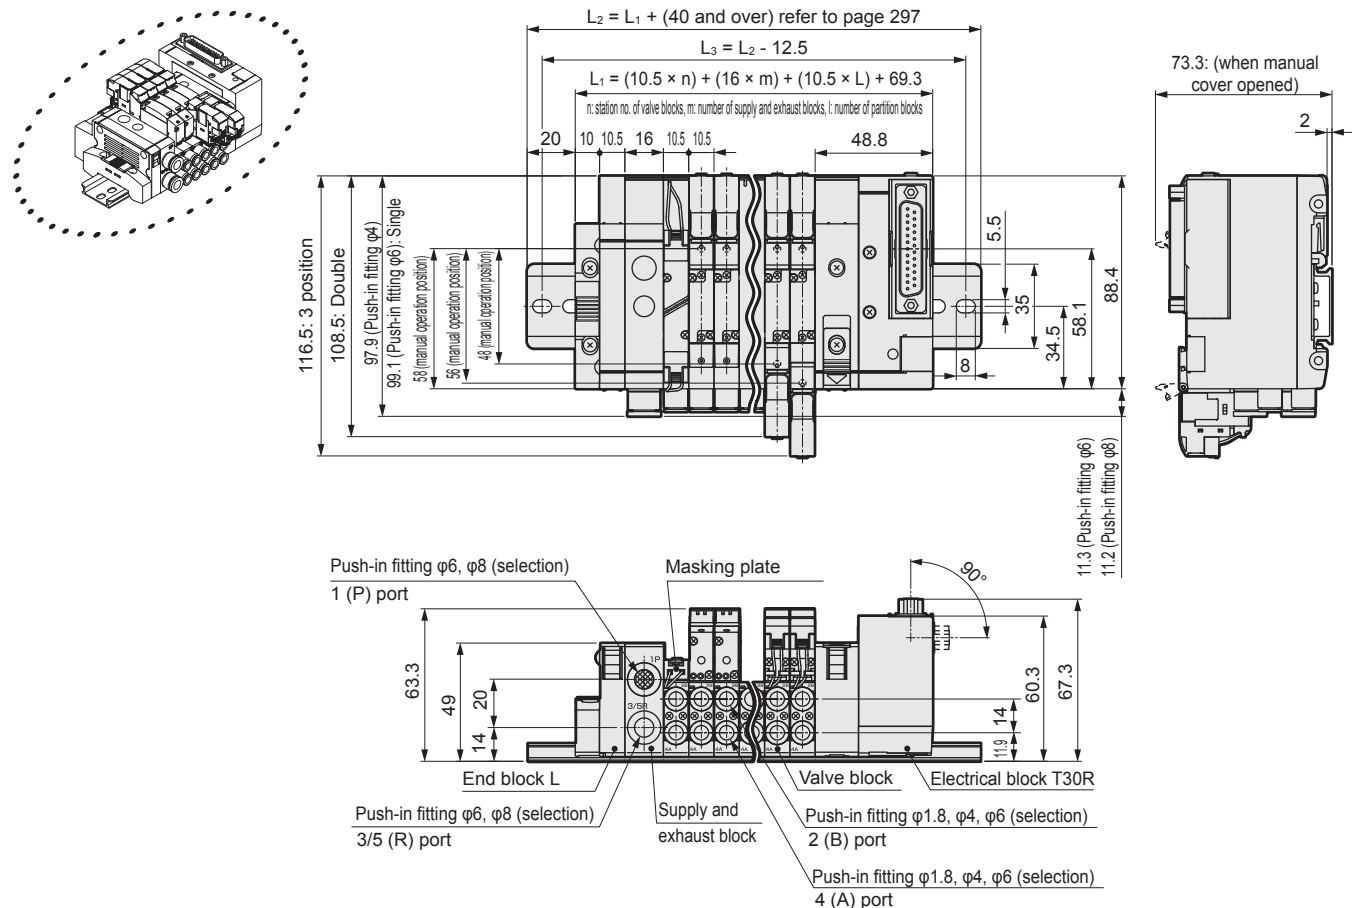 L₂ = L₁ + (40 and over) refer to page 297
L₃ = L₂ - 12.5
L₁ = (10.5 × n) + (16 × m) + (10.5 × L) + 69.3
n: station no. of valve blocks, m: number of supply and exhaust blocks, l: number of partition blocks
20
10
10.5
16
10.5
10.5
48.8
73.3: (when manual
cover opened)
2
116.5: 3 position
108.5: Double
97.9 (Push-in fitting φ4)
99.1 (Push-in fitting φ6): Single
58 (manual operation position)
56 (manual operation position)
48 (manual operation position)
5.5
35
34.5
58.1
88.4
8
11.3 (Push-in fitting φ6)
11.2 (Push-in fitting φ8)
Push-in fitting φ6, φ8 (selection)
1 (P) port
Masking plate
90°
63.3
49
20
14
1P
3/5R
4A
4A
4A
4A
4A
4A
14
11.9
60.3
67.3
End block L
Valve block
Electrical block T30R
Push-in fitting φ6, φ8 (selection)
3/5 (R) port
Supply and
exhaust block
Push-in fitting φ1.8, φ4, φ6 (selection)
2 (B) port
Push-in fitting φ1.8, φ4, φ6 (selection)
4 (A) port